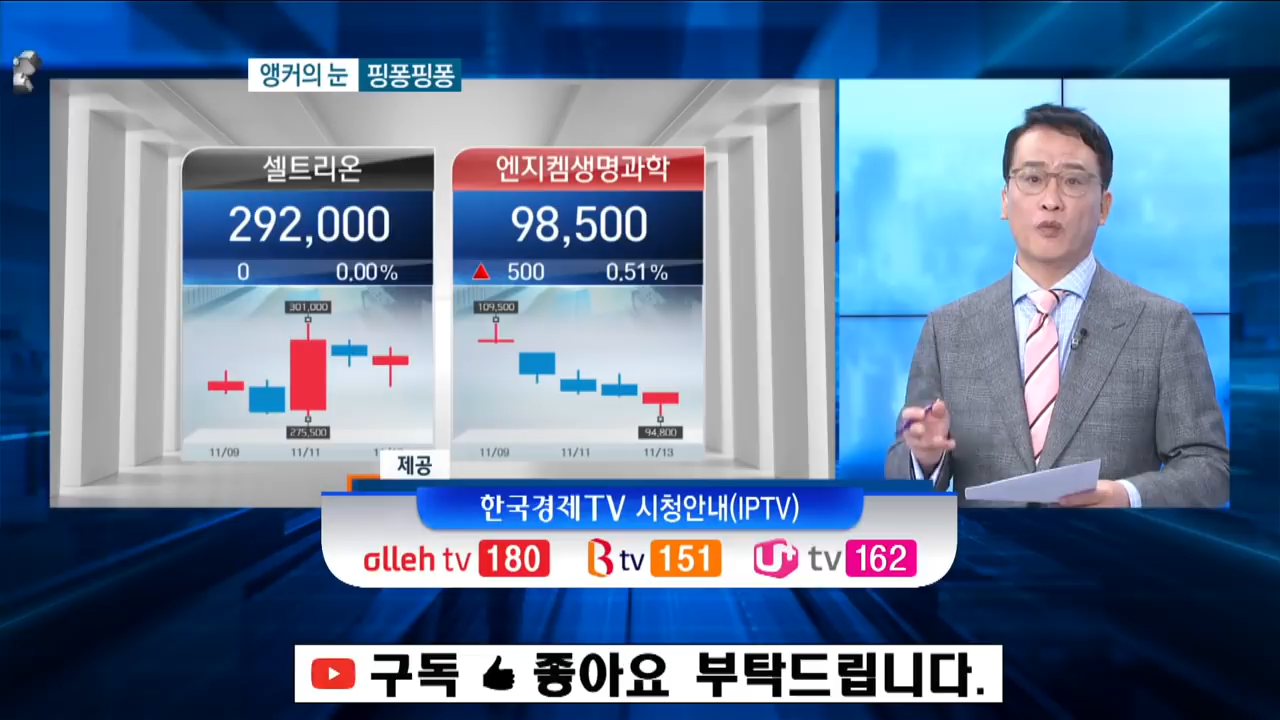 앵커의 눈 핑퐁핑퐁
셀트리온
292,000
0 0.00%
301,000
275,500
11/09 11/11
엔지켐생명과학
98,500
▲ 500 0.51%
109,500
94,800
11/09 11/11 11/13
제공
한국경제TV 시청안내(IPTV)
olleh tv 180 B tv 151 U+ tv 162
구독 좋아요 부탁드립니다.